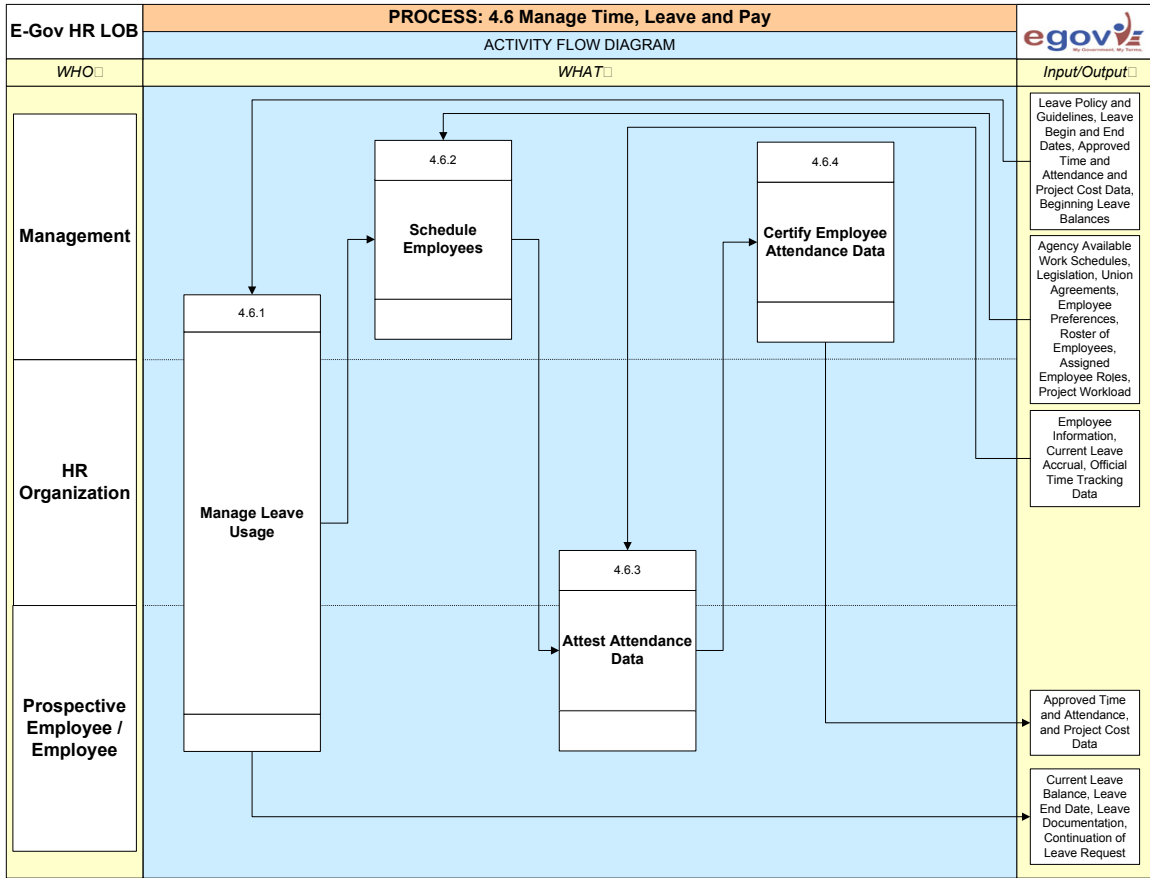 E-Gov HR LOB
PROCESS: 4.6 Manage Time, Leave and Pay
ACTIVITY FLOW DIAGRAM
egov
My Government. My Terms.
WHO□
WHAT□
Input/Output□
Management
HR
Organization
Prospective
Employee /
Employee
4.6.1
Manage Leave
Usage
4.6.2
Schedule
Employees
4.6.3
Attest Attendance
Data
4.6.4
Certify Employee
Attendance Data
Leave Policy and
Guidelines, Leave
Begin and End
Dates, Approved
Time and
Attendance and
Project Cost Data,
Beginning Leave
Balances
Agency Available
Work Schedules,
Legislation, Union
Agreements,
Employee
Preferences,
Roster of
Employees,
Assigned
Employee Roles,
Project Workload
Employee
Information,
Current Leave
Accrual, Official
Time Tracking
Data
Approved Time
and Attendance,
and Project Cost
Data
Current Leave
Balance, Leave
End Date, Leave
Documentation,
Continuation of
Leave Request